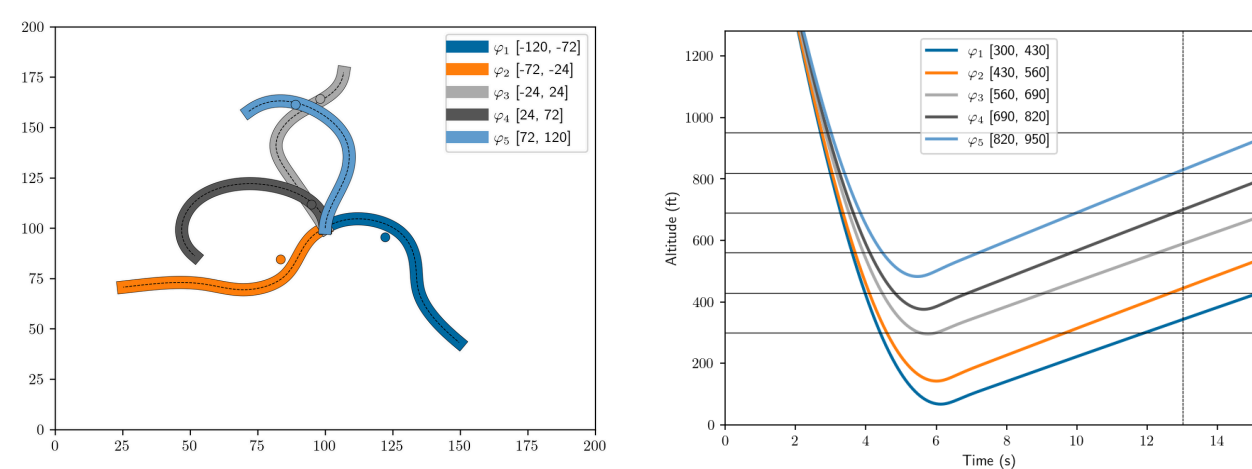 200
175
150
125
100
75
50
25
0
0 25 50 75 100 125 150 175 200
φ1 [-120, -72]
φ2 [-72, -24]
φ3 [-24, 24]
φ4 [24, 72]
φ5 [72, 120]
Altitude (ft)
1200
1000
800
600
400
200
0
0 2 4 6 8 10 12 14
Time (s)
φ1 [300, 430]
φ2 [430, 560]
φ3 [560, 690]
φ4 [690, 820]
φ5 [820, 950]